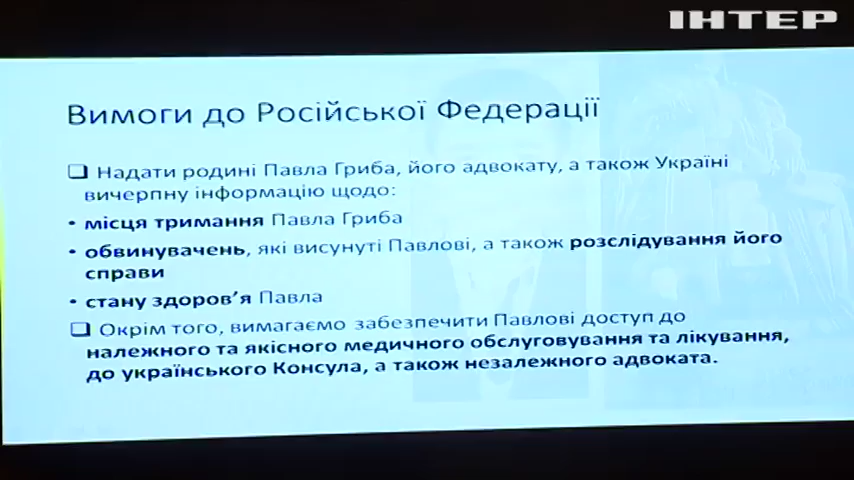 ІНТЕР
Вимоги до Російської Федерації
❑ Надати родині Павла Гриба, його адвокату, а також Україні
вичерпну інформацію щодо:
• місця тримання Павла Гриба
• обвинувачень, які висунуті Павлові, а також розслідування його
справи
• стану здоров’я Павла
❑ Окрім того, вимагаємо забезпечити Павлові доступ до
належного та якісного медичного обслуговування та лікування,
до українського Консула, а також незалежного адвоката.